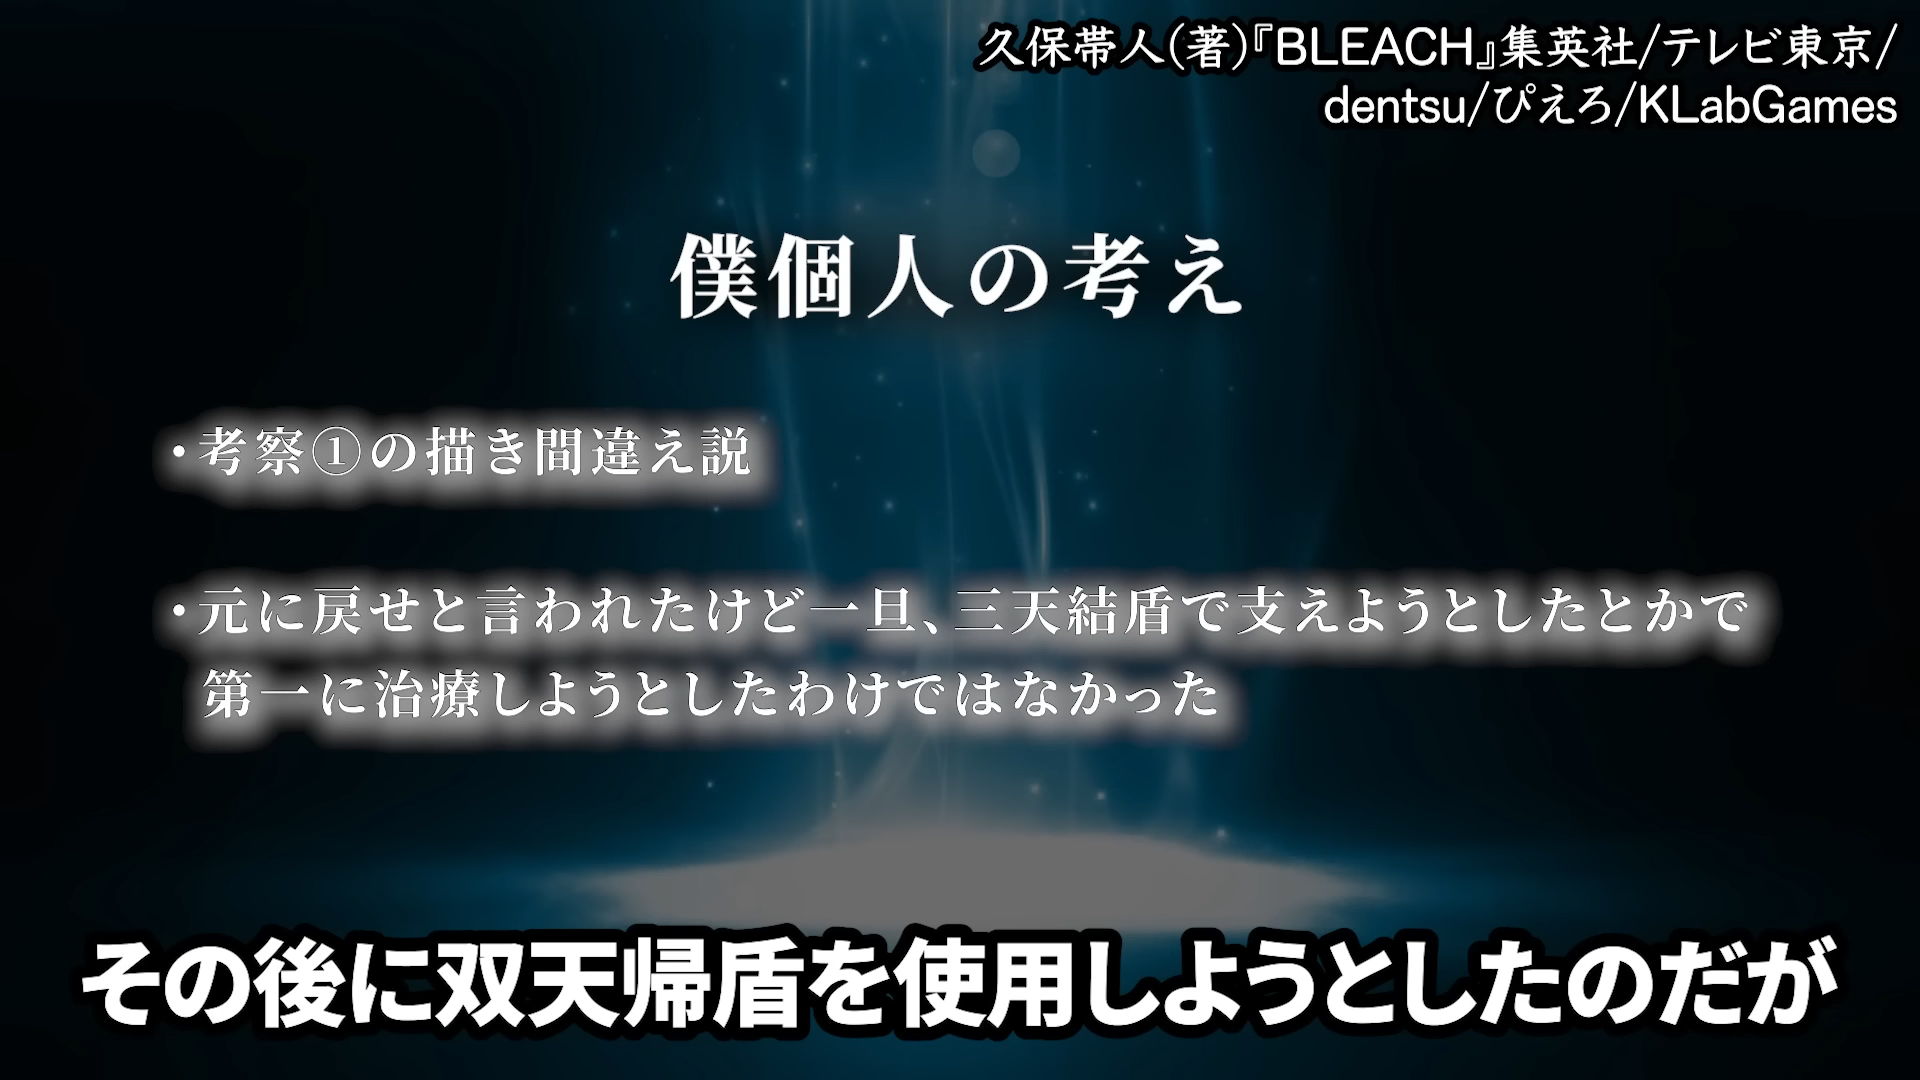 久保帯人(著)『BLEACH』集英社/テレビ東京/
dentsu/ぴえろ/KLabGames
僕個人の考え
・考察①の描き間違え説
・元に戻せと言われたけど一旦、三天結盾で支えようとしたとかで
第一に治療しようとしたわけではなかった
その後に双天帰盾を使用しようとしたのだが